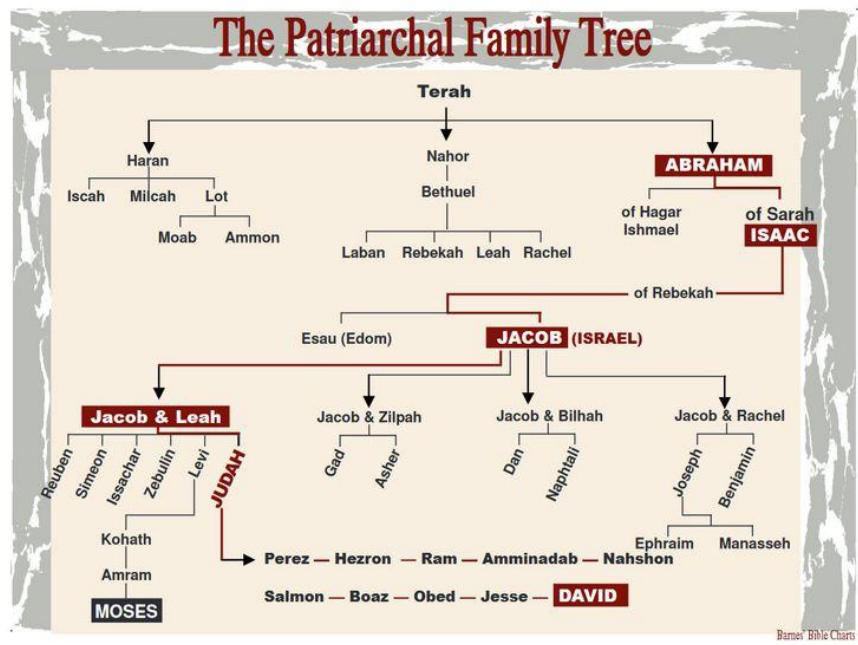 The Patriarchal Family Tree
Terah
Haran
Nahor
ABRAHAM
Iscah Milcah Lot
Bethuel
of Hagar
Ishmael
of Sarah
ISAAC
Moab Ammon
Laban Rebekah Leah Rachel
of Rebekah
Esau (Edom)
JACOB (ISRAEL)
Jacob & Leah
Jacob & Zilpah
Jacob & Bilhah
Jacob & Rachel
Reuben
Simeon
Issachar
Zebulin
Levi
JUDAH
Gad
Asher
Dan
Naphtali
Joseph
Benjamin
Kohath
Amram
MOSES
Ephraim Manasseh
Perez — Hezron — Ram — Amminadab — Nahshon
Salmon — Boaz — Obed — Jesse — DAVID
Barnes' Bible Charts